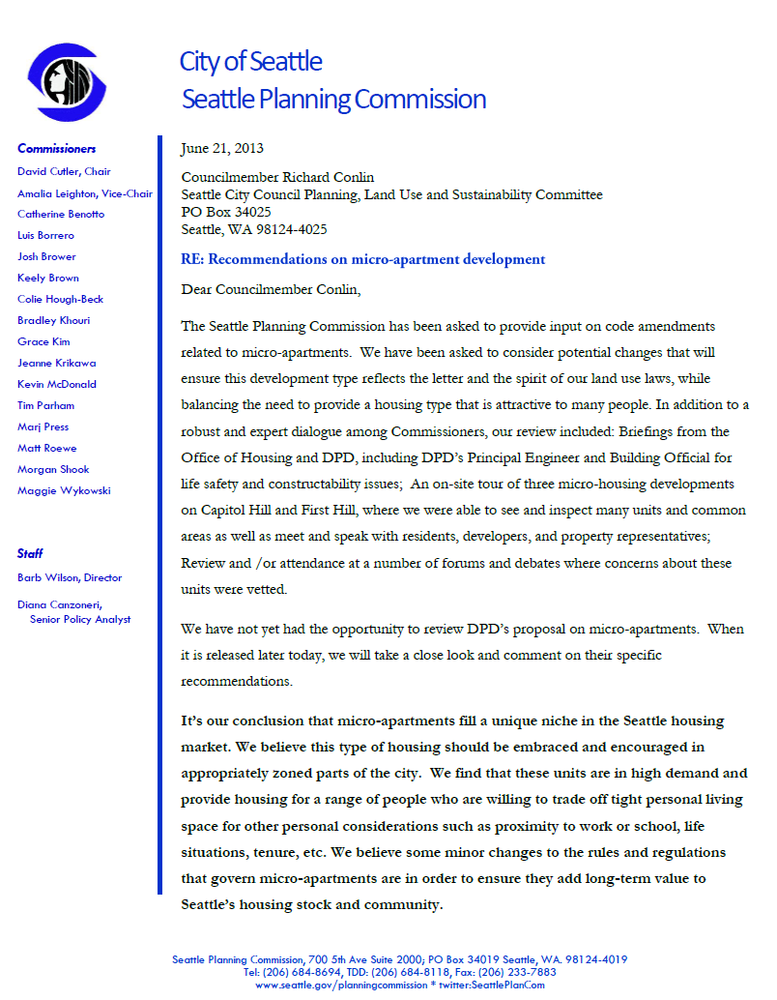 City of Seattle
Seattle Planning Commission
Commissioners
David Cutler, Chair
Amalia Leighton, Vice-Chair
Catherine Benotto
Luis Borrero
Josh Brower
Keely Brown
Colie Hough-Beck
Bradley Khouri
Grace Kim
Jeanne Krikawa
Kevin McDonald
Tim Parham
Marj Press
Matt Roewe
Morgan Shook
Maggie Wykowski
Staff
Barb Wilson, Director
Diana Canzoneri,
Senior Policy Analyst
June 21, 2013
Councilmember Richard Conlin
Seattle City Council Planning, Land Use and Sustainability Committee
PO Box 34025
Seattle, WA 98124-4025
RE: Recommendations on micro-apartment development
Dear Councilmember Conlin,
The Seattle Planning Commission has been asked to provide input on code amendments
related to micro-apartments.  We have been asked to consider potential changes that will
ensure this development type reflects the letter and the spirit of our land use laws, while
balancing the need to provide a housing type that is attractive to many people. In addition to a
robust and expert dialogue among Commissioners, our review included: Briefings from the
Office of Housing and DPD, including DPD's Principal Engineer and Building Official for
life safety and constructability issues;  An on-site tour of three micro-housing developments
on Capitol Hill and First Hill, where we were able to see and inspect many units and common
areas as well as meet and speak with residents, developers, and property representatives;
Review and /or attendance at a number of forums and debates where concerns about these
units were vetted.
We have not yet had the opportunity to review DPD's proposal on micro-apartments.  When
it is released later today, we will take a close look and comment on their specific
recommendations.
It's our conclusion that micro-apartments fill a unique niche in the Seattle housing
market. We believe this type of housing should be embraced and encouraged in
appropriately zoned parts of the city.  We find that these units are in high demand and
provide housing for a range of people who are willing to trade off tight personal living
space for other personal considerations such as proximity to work or school, life
situations, tenure, etc. We believe some minor changes to the rules and regulations
that govern micro-apartments are in order to ensure they add long-term value to
Seattle's housing stock and community.
Seattle Planning Commission, 700 5th Ave Suite 2000; PO Box 34019 Seattle, WA. 98124-4019
Tel: (206) 684-8694, TDD: (206) 684-8118, Fax: (206) 233-7883
www.seattle.gov/planningcommission * twitter:SeattlePlanCom